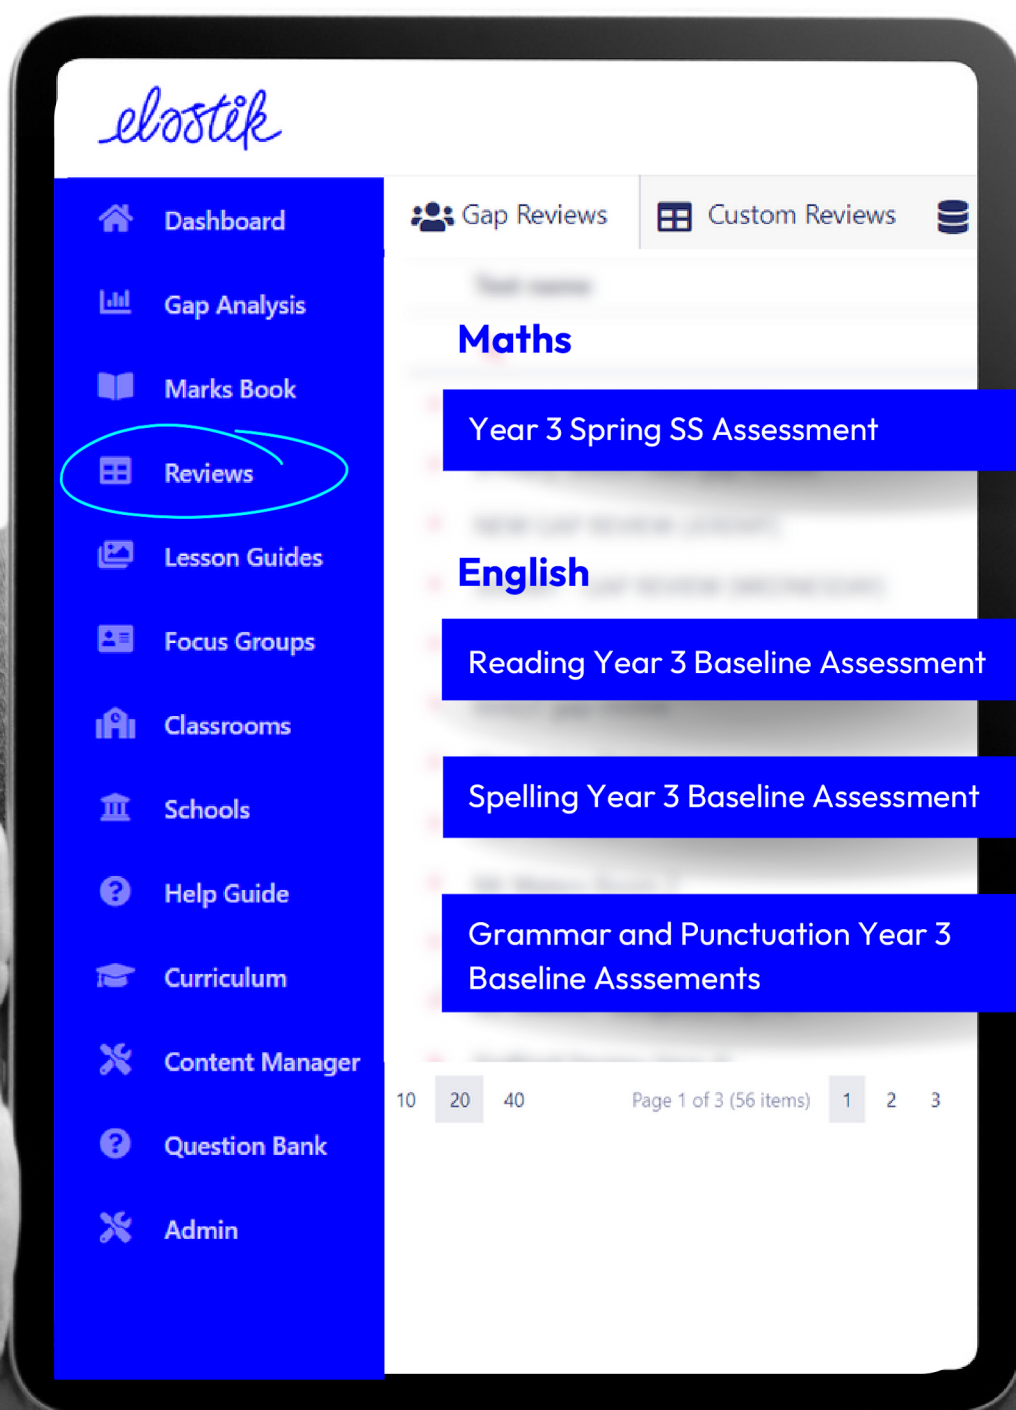 elastik
Dashboard
Gap Analysis
Marks Book
Reviews
Lesson Guides
Focus Groups
Classrooms
Schools
Help Guide
Curriculum
Content Manager
Question Bank
Admin
Gap Reviews
Custom Reviews
Test name
Maths
Year 3 Spring SS Assessment
English
Reading Year 3 Baseline Assessment
Spelling Year 3 Baseline Assessment
Grammar and Punctuation Year 3
Baseline Asssements
10 20 40 Page 1 of 3 (56 items) 1 2 3